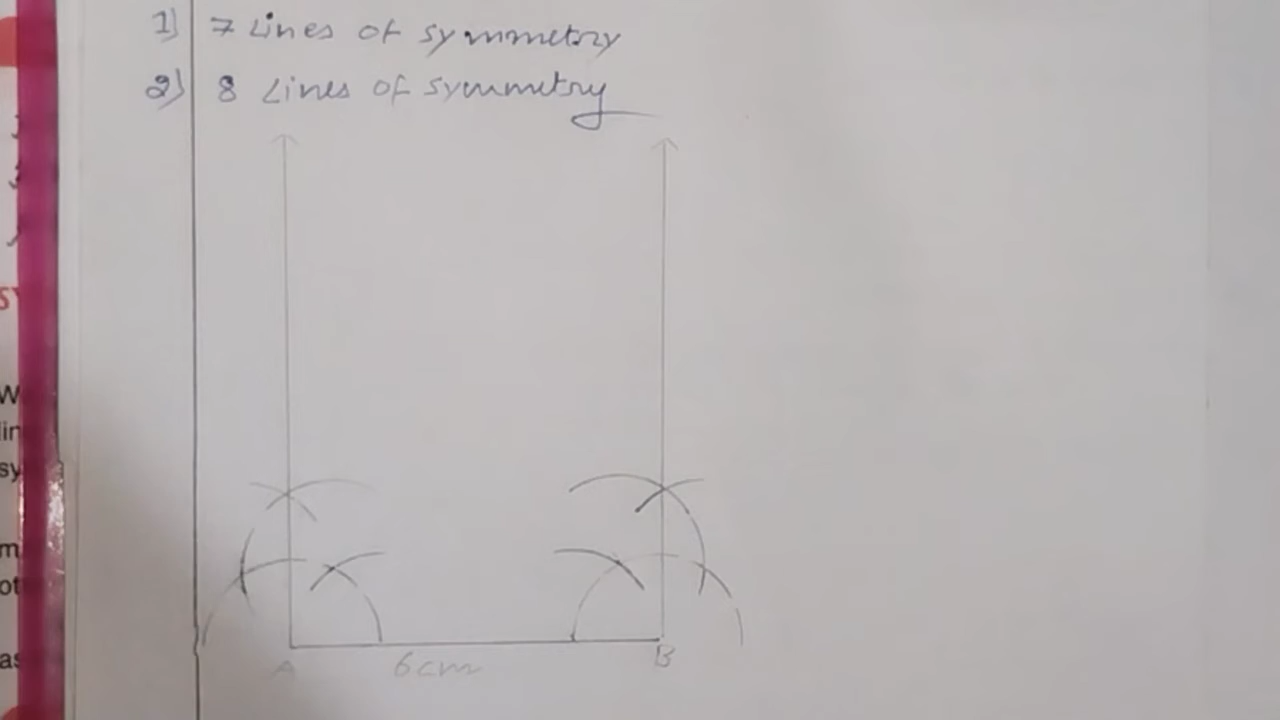 1) 7 Lines of symmetry
2) 8 Lines of symmetry
A 6cm B